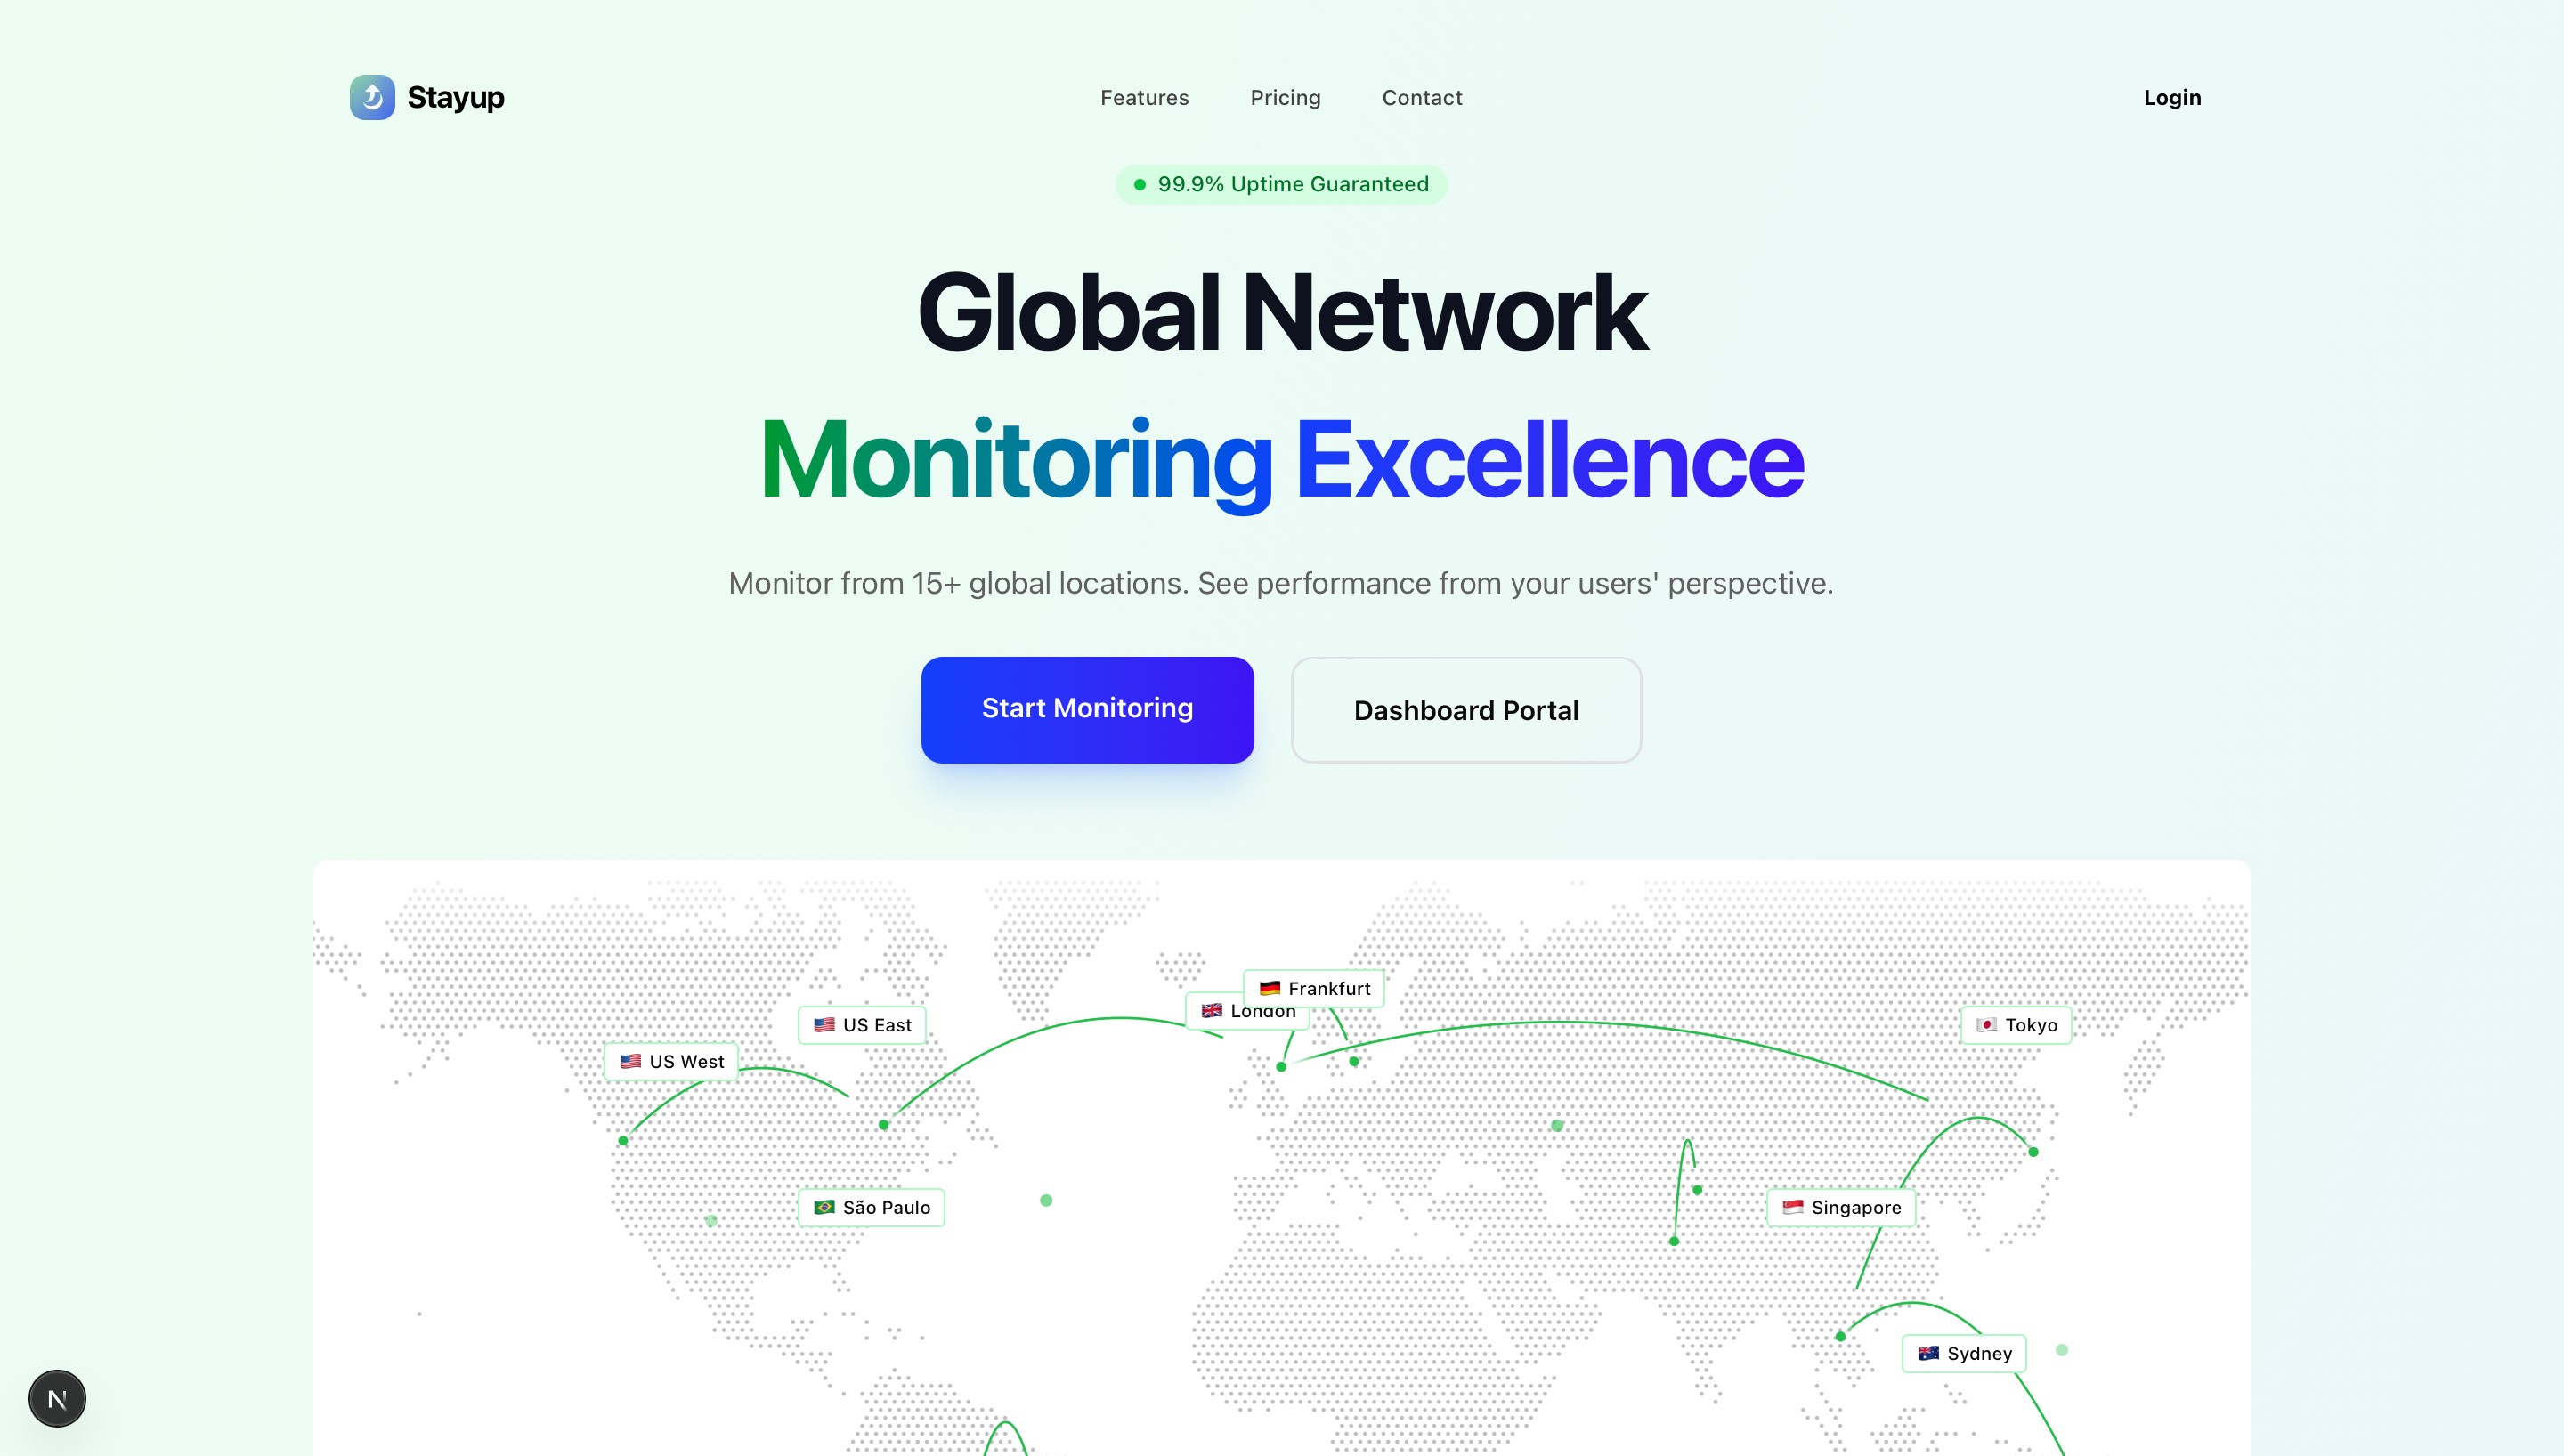 Stayup
Features
Pricing
Contact
Login
99.9% Uptime Guaranteed
Global Network
Monitoring Excellence
Monitor from 15+ global locations. See performance from your users' perspective.
Start Monitoring
Dashboard Portal
Frankfurt
London
US East
Tokyo
US West
São Paulo
Singapore
Sydney
N